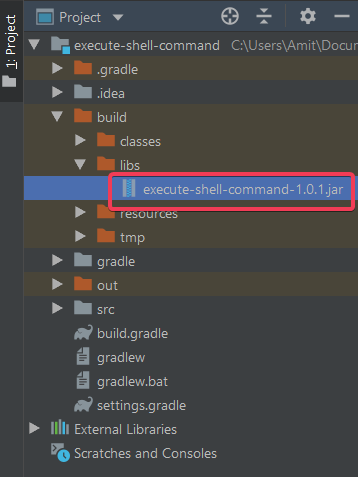 1: Project
Project
execute-shell-command C:\Users\Amit\Docu
.gradle
.idea
build
classes
libs
execute-shell-command-1.0.1.jar
resources
tmp
gradle
out
src
build.gradle
gradlew
gradlew.bat
settings.gradle
External Libraries
Scratches and Consoles